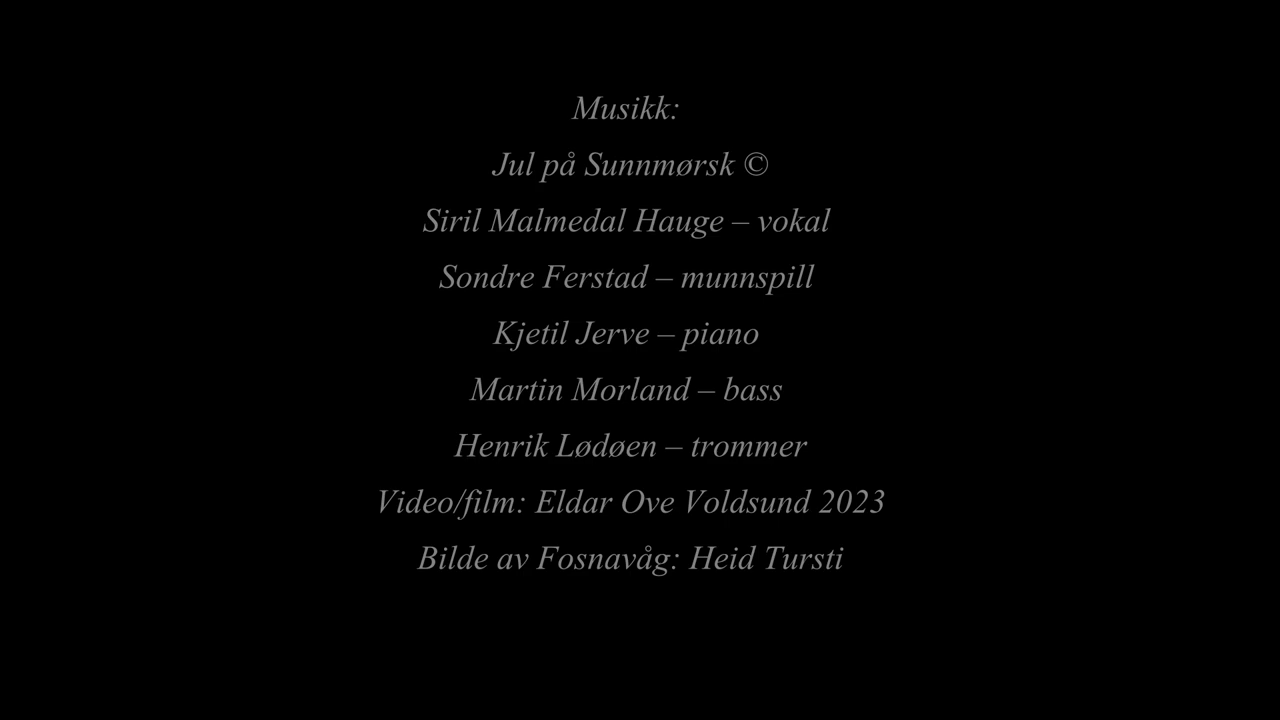 Musikk:
Jul på Sunnmørsk ©
Siril Malmedal Hauge – vokal
Sondre Ferstad – munnspill
Kjetil Jerve – piano
Martin Morland – bass
Henrik Lødøen – trommer
Video/film: Eldar Ove Voldsund 2023
Bilde av Fosnavåg: Heid Tursti